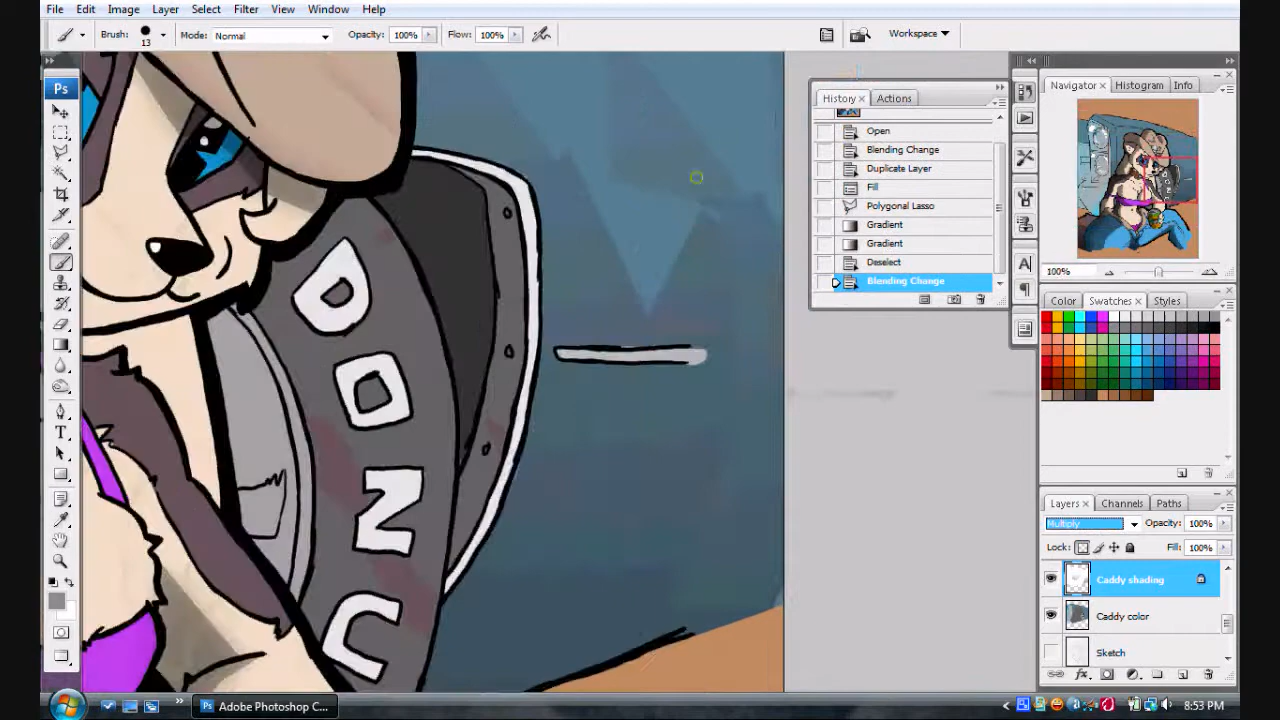 File Edit Image Layer Select Filter View Window Help
Brush: 13 Mode: Normal Opacity: 100% Flow: 100% Workspace
Ps
History Actions
Open
Blending Change
Duplicate Layer
Fill
Polygonal Lasso
Gradient
Gradient
Deselect
Blending Change
Navigator Histogram Info
100%
Color Swatches Styles
Layers Channels Paths
Multiply Opacity: 100%
Lock: Fill: 100%
Caddy shading
Caddy color
Sketch
D
O
N
U
T
Adobe Photoshop C...
8:53 PM